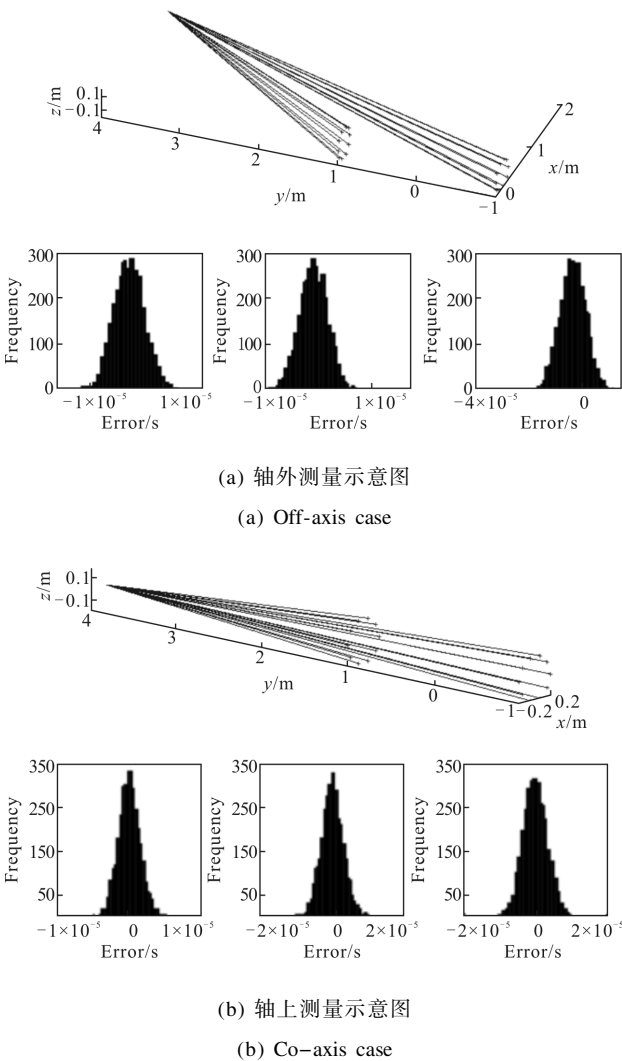 z/m
0.1
−0.1
4
3
2
1
0
−1
y/m
2
1
0
x/m
300
200
100
0
Frequency
−1×10⁻⁵ 1×10⁻⁵
Error/s
300
200
100
0
Frequency
−1×10⁻⁵ 1×10⁻⁵
Error/s
300
200
100
0
Frequency
−4×10⁻⁵ 0
Error/s
(a) 轴外测量示意图
(a) Off-axis case
z/m
0.1
−0.1
4
3
2
1
0
−1
y/m
−0.2
0.2
x/m
350
250
150
50
Frequency
−1×10⁻⁵ 0 1×10⁻⁵
Error/s
350
250
150
50
Frequency
−2×10⁻⁵ 0 2×10⁻⁵
Error/s
350
250
150
50
Frequency
−2×10⁻⁵ 0 2×10⁻⁵
Error/s
(b) 轴上测量示意图
(b) Co−axis case